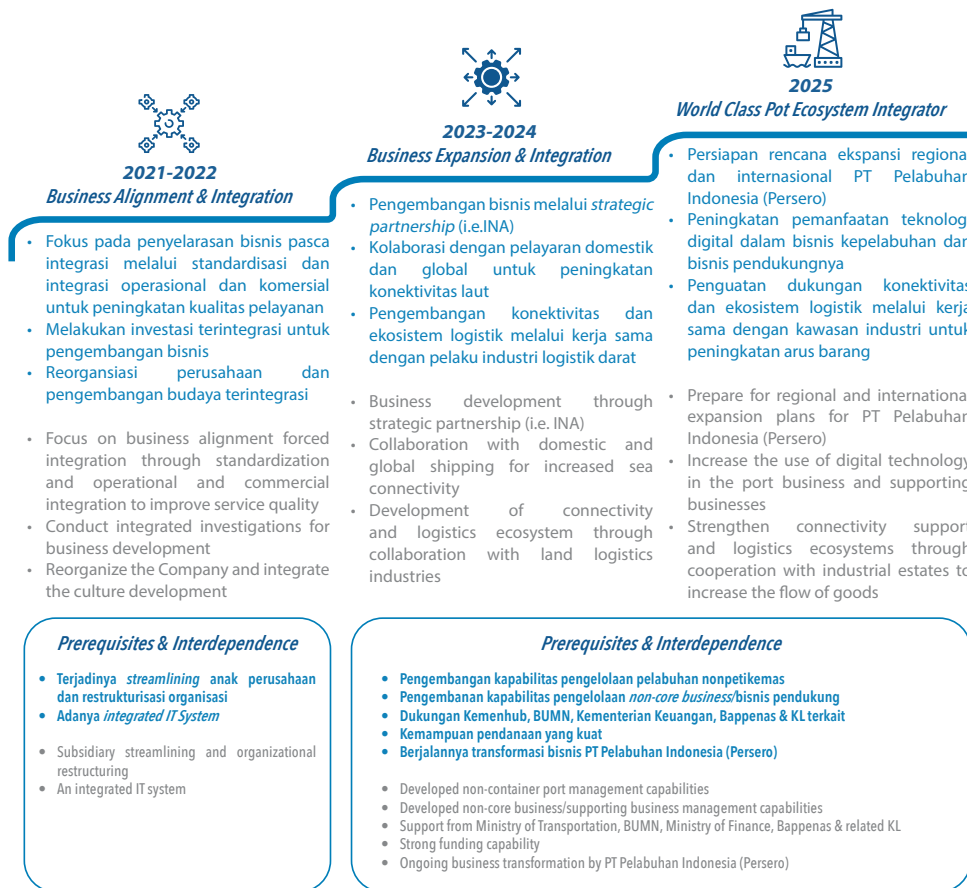 2021-2022
Business Alignment & Integration
• Fokus pada penyelarasan bisnis pasca
integrasi melalui standardisasi dan
integrasi operasional dan komersial
untuk peningkatan kualitas pelayanan
• Melakukan investasi terintegrasi untuk
pengembangan bisnis
• Reorgansiasi perusahaan dan
pengembangan budaya terintegrasi
• Focus on business alignment forced
integration through standardization
and operational and commercial
integration to improve service quality
• Conduct integrated investigations for
business development
• Reorganize the Company and integrate
the culture development
2023-2024
Business Expansion & Integration
• Pengembangan bisnis melalui strategic
partnership (i.e.INA)
• Kolaborasi dengan pelayaran domestik
dan global untuk peningkatan
konektivitas laut
• Pengembangan konektivitas dan
ekosistem logistik melalui kerja sama
dengan pelaku industri logistik darat
• Business development through
strategic partnership (i.e. INA)
• Collaboration with domestic and
global shipping for increased sea
connectivity
• Development of connectivity
and logistics ecosystem through
collaboration with land logistics
industries
2025
World Class Pot Ecosystem Integrator
• Persiapan rencana ekspansi regiona
dan internasional PT Pelabuhan
Indonesia (Persero)
• Peningkatan pemanfaatan teknolog
digital dalam bisnis kepelabuhan dan
bisnis pendukungnya
• Penguatan dukungan konektivitas
dan ekosistem logistik melalui kerja
sama dengan kawasan industri untuk
peningkatan arus barang
• Prepare for regional and internationa
expansion plans for PT Pelabuhan
Indonesia (Persero)
• Increase the use of digital technology
in the port business and supporting
businesses
• Strengthen connectivity support
and logistics ecosystems through
cooperation with industrial estates to
increase the flow of goods
Prerequisites & Interdependence
• Terjadinya streamlining anak perusahaan
dan restrukturisasi organisasi
• Adanya integrated IT System
• Subsidiary streamlining and organizational
restructuring
• An integrated IT system
Prerequisites & Interdependence
• Pengembangan kapabilitas pengelolaan pelabuhan nonpetikemas
• Pengembanan kapabilitas pengelolaan non-core business/bisnis pendukung
• Dukungan Kemenhub, BUMN, Kementerian Keuangan, Bappenas & KL terkait
• Kemampuan pendanaan yang kuat
• Berjalannya transformasi bisnis PT Pelabuhan Indonesia (Persero)
• Developed non-container port management capabilities
• Developed non-core business/supporting business management capabilities
• Support from Ministry of Transportation, BUMN, Ministry of Finance, Bappenas & related KL
• Strong funding capability
• Ongoing business transformation by PT Pelabuhan Indonesia (Persero)